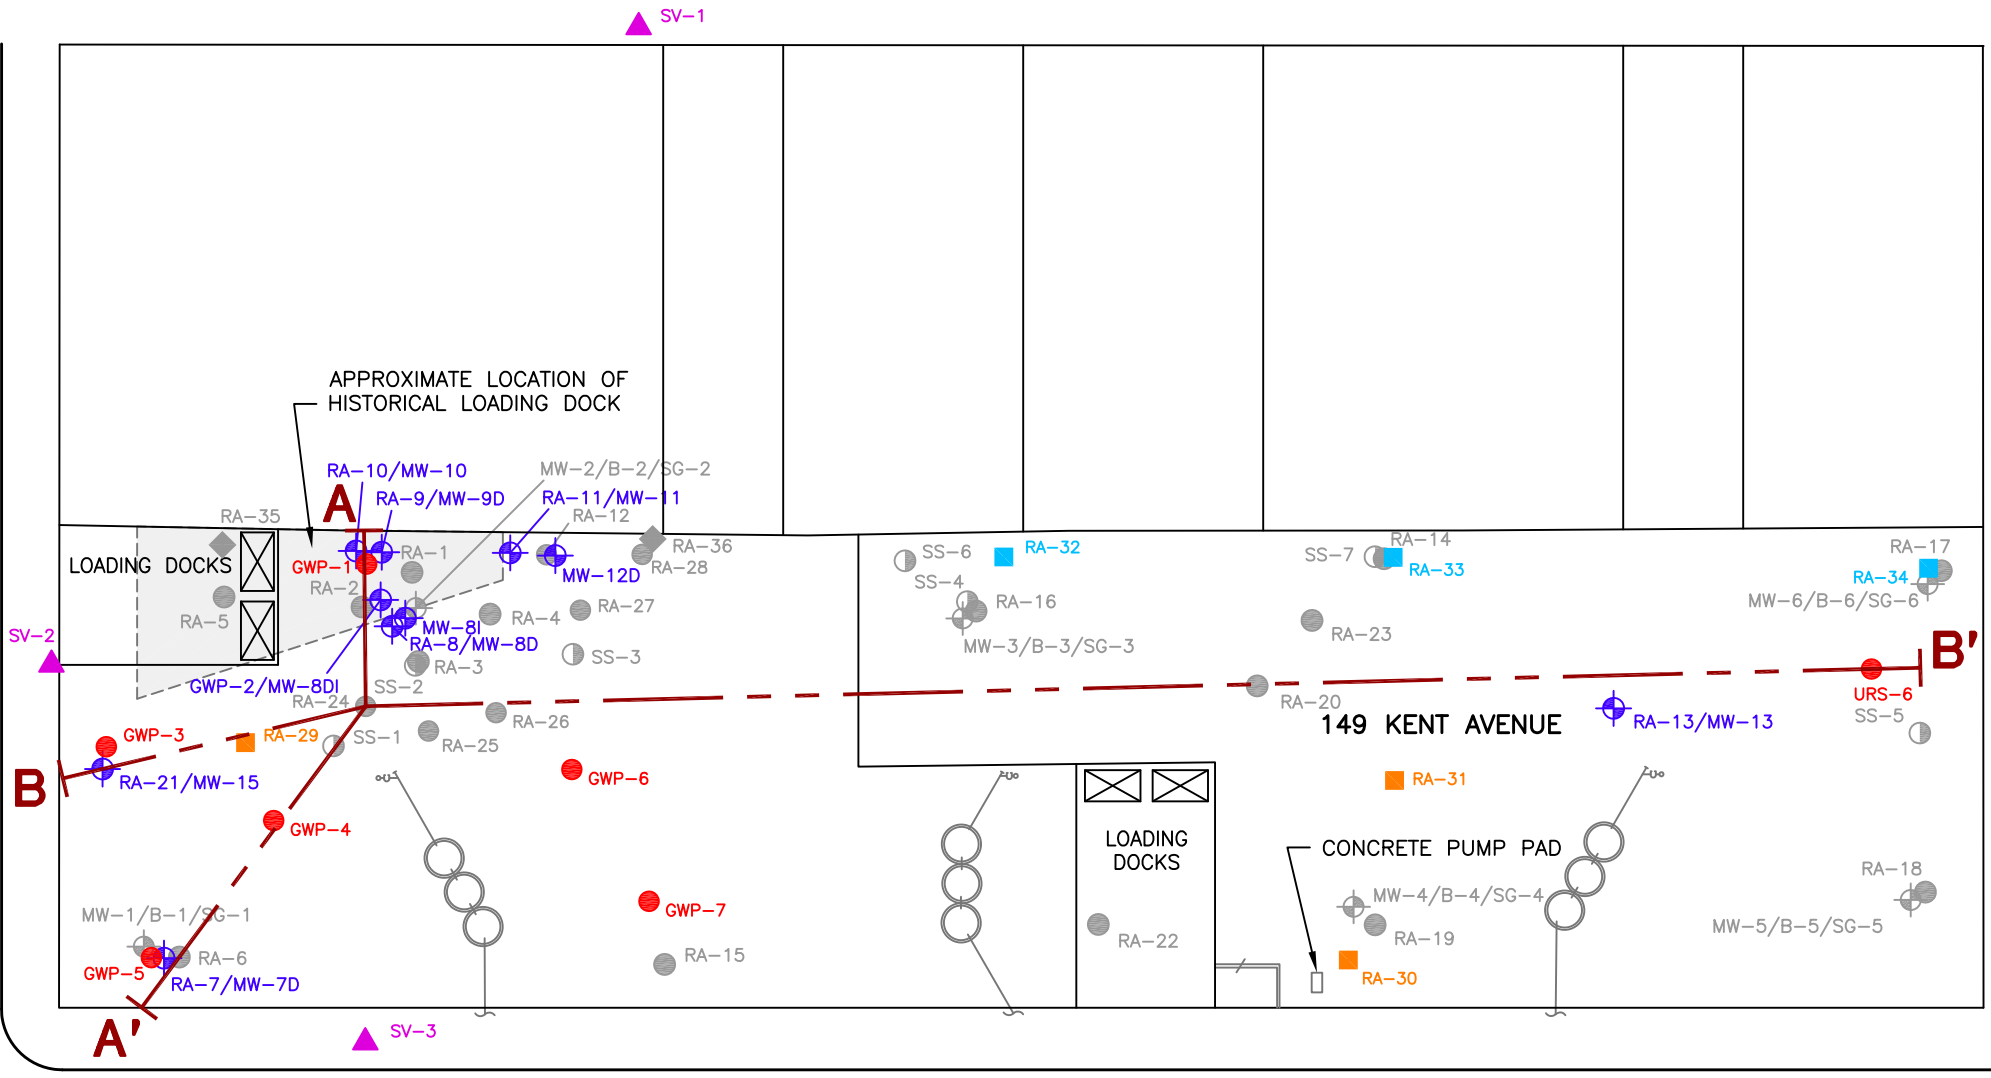 SV-1
APPROXIMATE LOCATION OF
HISTORICAL LOADING DOCK
RA-10/MW-10
MW-2/B-2/SG-2
A
RA-9/MW-9D
RA-11/MW-11
RA-35
RA-12
LOADING DOCKS
GWP-1
RA-1
MW-12D
RA-36
RA-28
RA-2
RA-5
RA-4
RA-27
MW-8I
RA-8/MW-8D
SS-3
RA-3
SV-2
GWP-2/MW-8DI
SS-2
RA-24
RA-26
RA-25
SS-1
GWP-3
RA-29
B
RA-21/MW-15
GWP-6
GWP-4
GWP-7
MW-1/B-1/SG-1
RA-6
GWP-5
RA-7/MW-7D
RA-15
A'
SV-3
SS-6
RA-32
SS-4
RA-16
MW-3/B-3/SG-3
SS-7
RA-14
RA-33
RA-23
RA-17
RA-34
MW-6/B-6/SG-6
B'
RA-20
URS-6
SS-5
149 KENT AVENUE
RA-13/MW-13
RA-31
LOADING
DOCKS
CONCRETE PUMP PAD
RA-22
MW-4/B-4/SG-4
RA-19
RA-30
RA-18
MW-5/B-5/SG-5